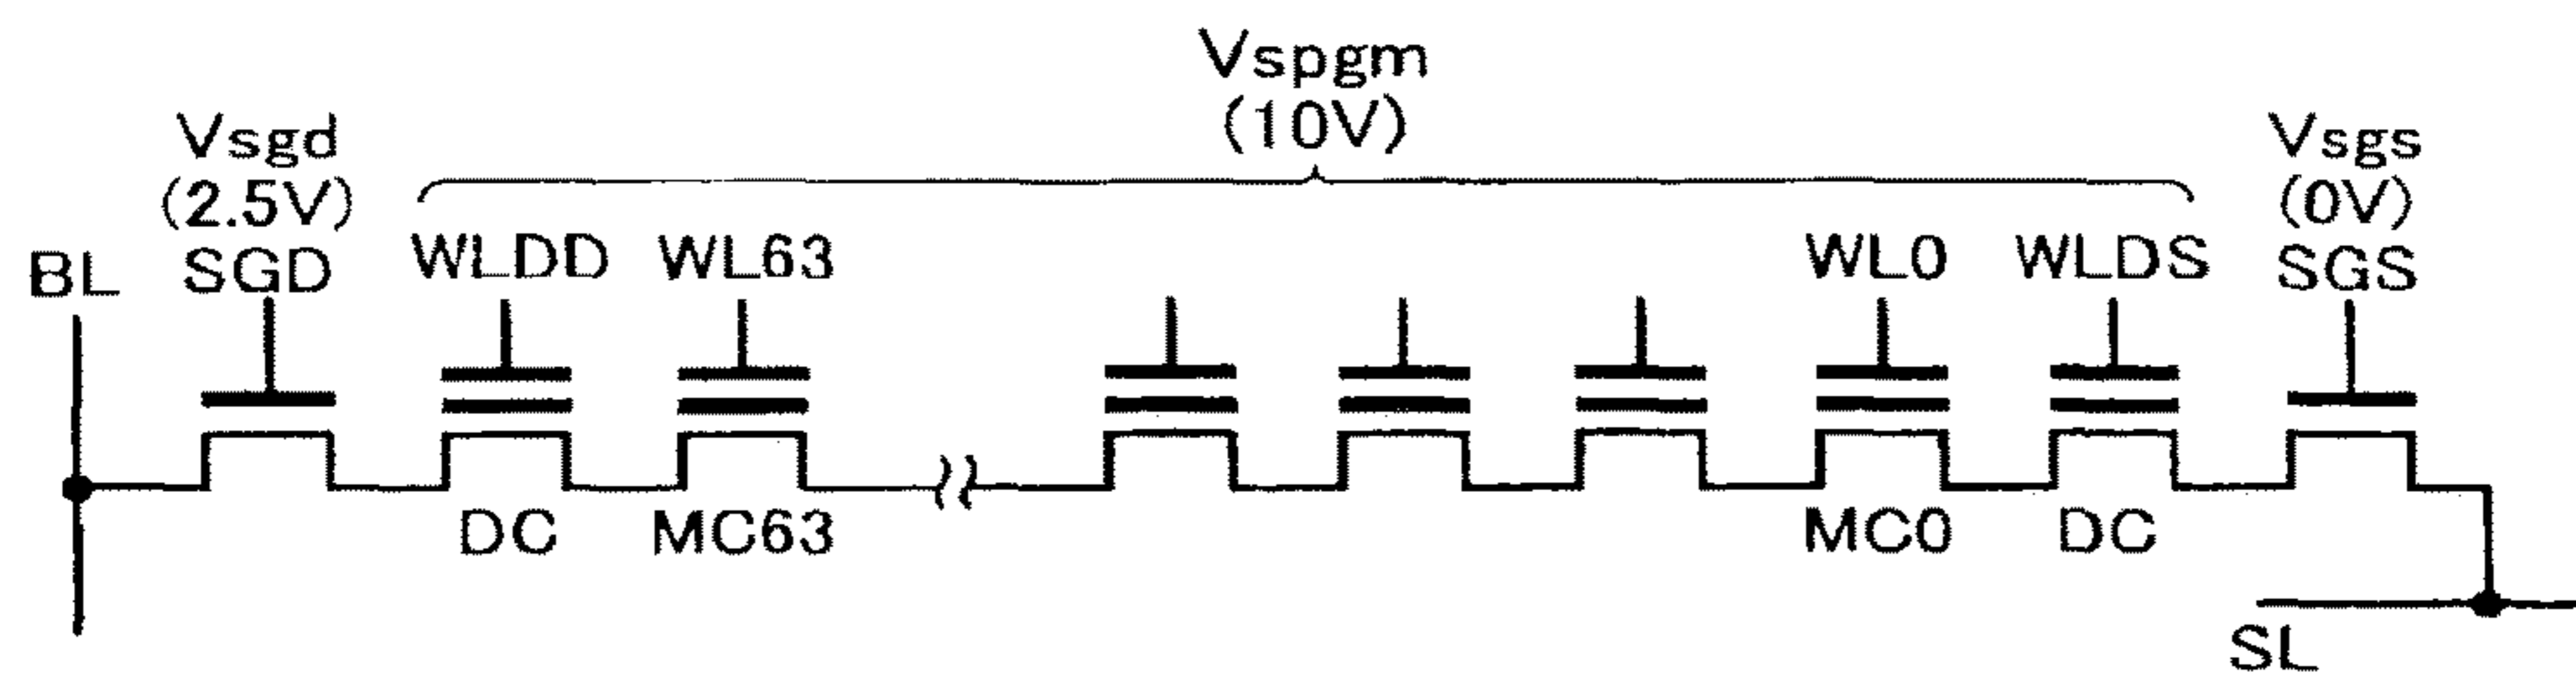 Vspgm
(10V)
Vsgd
(2.5V)
Vsgs
(0V)
BL
SGD
WLDD
WL63
WL0
WLDS
SGS
DC
MC63
MC0
DC
SL